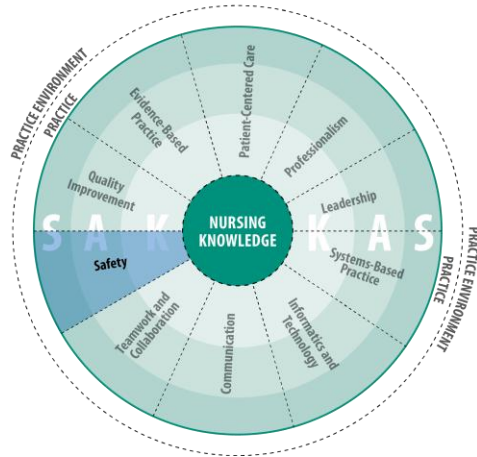 PRACTICE ENVIRONMENT
PRACTICE
Evidence-Based
Practice
Patient-Centered Care
Professionalism
Quality
Improvement
Leadership
S A K
NURSING
KNOWLEDGE
K A S
Safety
Systems-Based
Practice
Teamwork and
Collaboration
Communication
Informatics and
Technology
PRACTICE
PRACTICE ENVIRONMENT